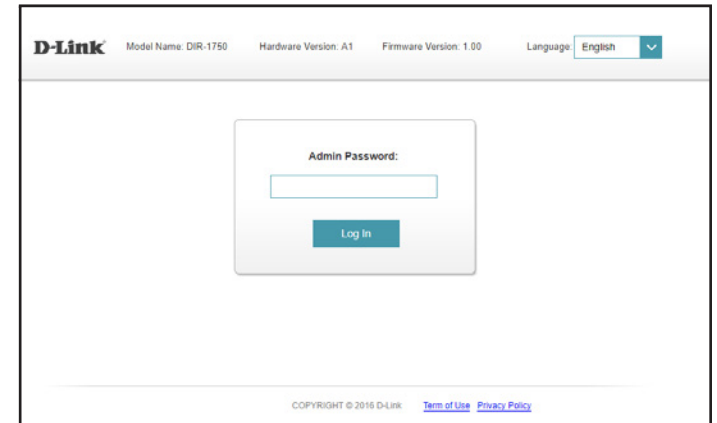 D-Link Model Name: DIR-1750 Hardware Version: A1 Firmware Version: 1.00 Language: English
Admin Password:
Log In
COPYRIGHT © 2016 D-Link Term of Use Privacy Policy